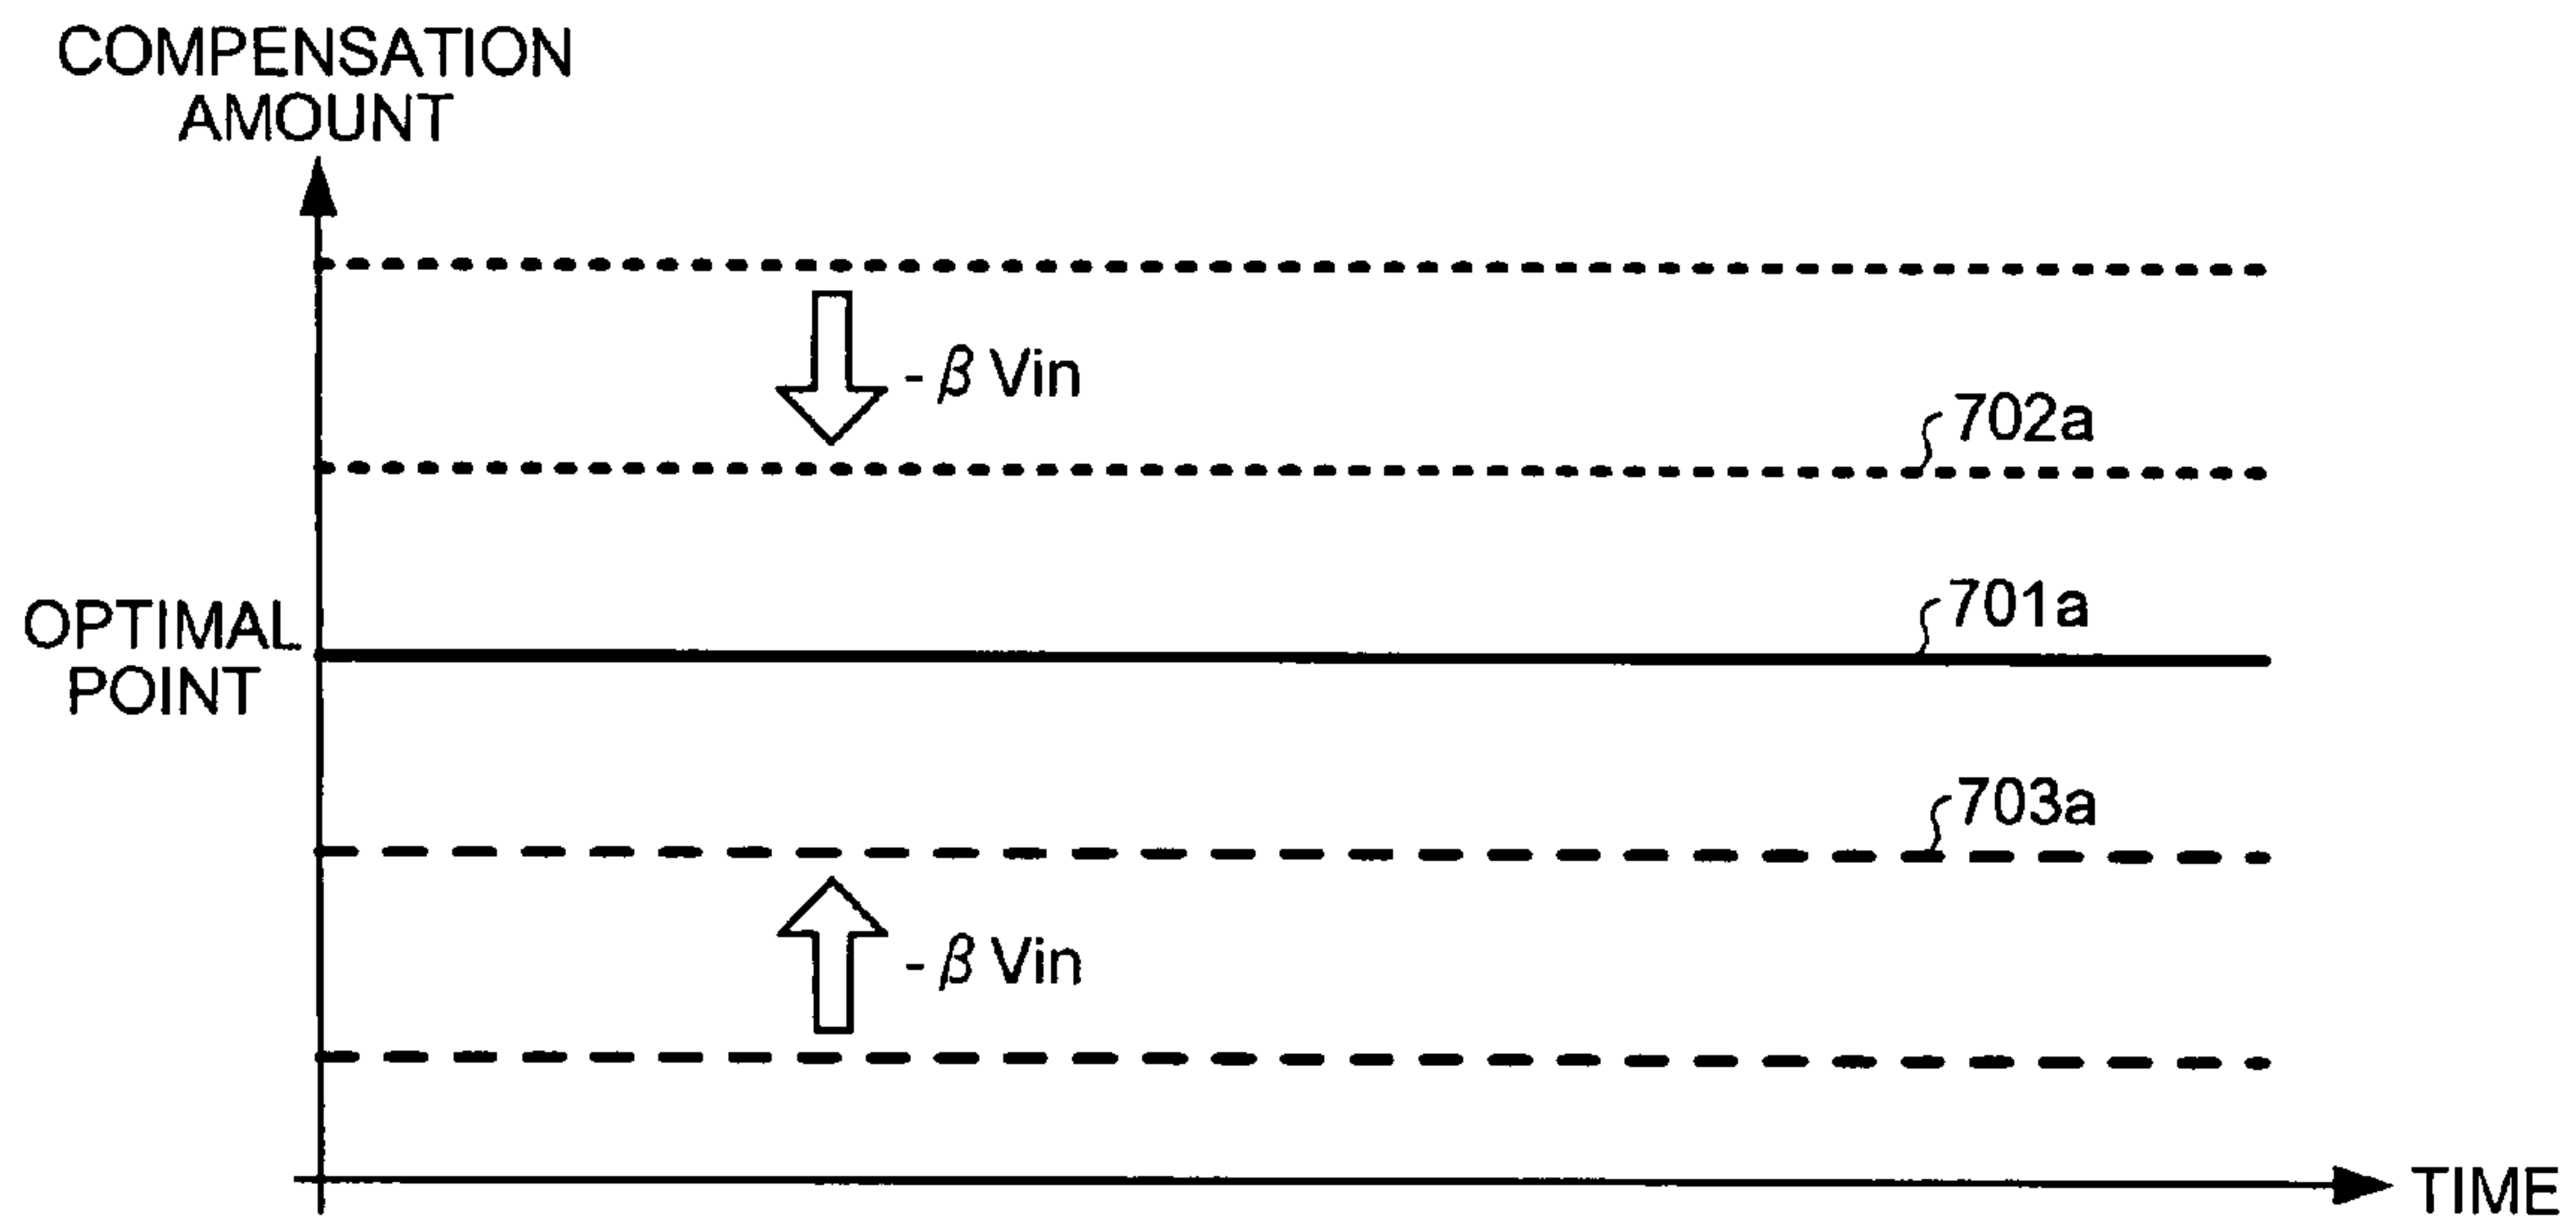 COMPENSATION
AMOUNT
- β Vin
702a
OPTIMAL
POINT
701a
703a
- β Vin
TIME